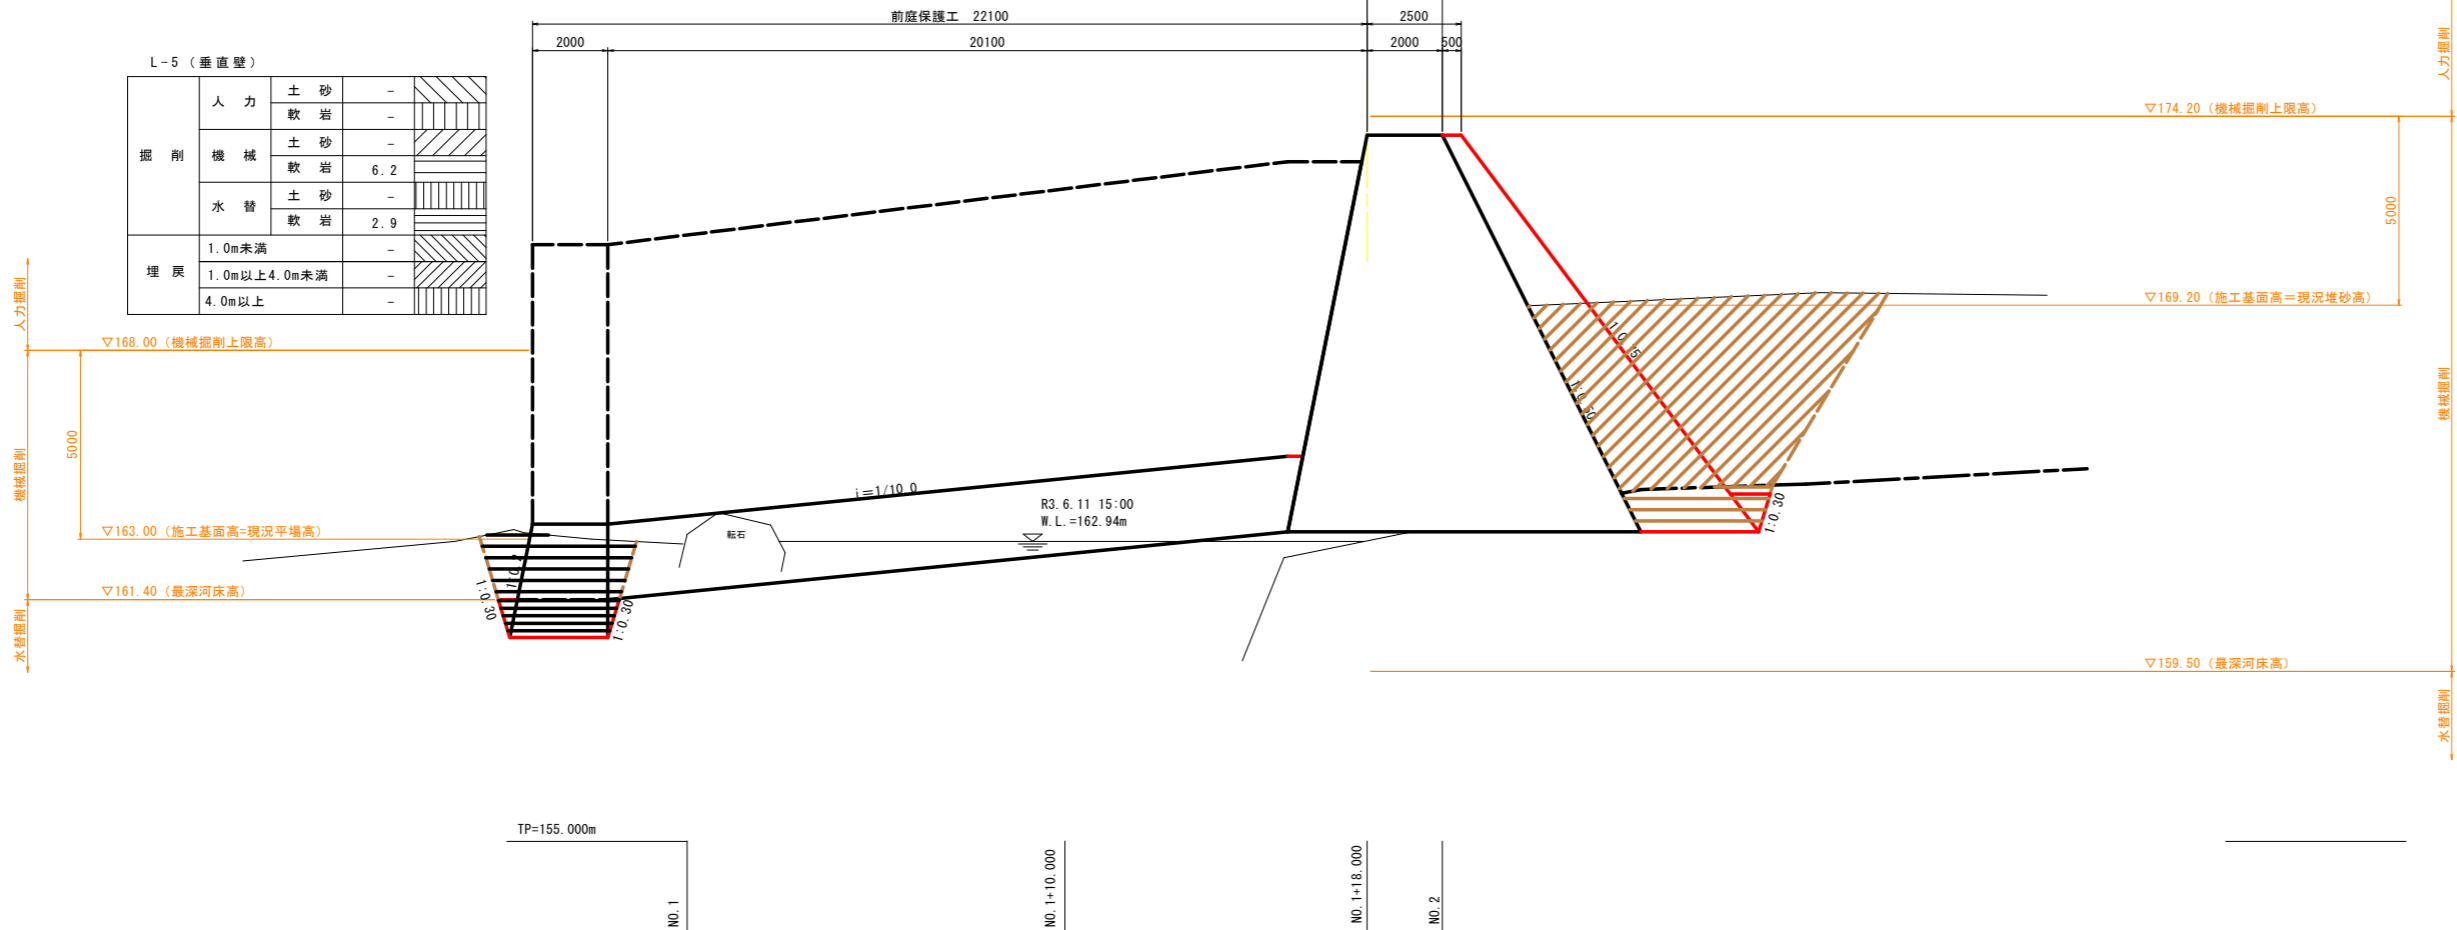 前庭保護工 22100
2500
2000
20100
2000
500
L-5 (垂直壁)
掘 削
人 力
土 砂 -
軟 岩 -
機 械
土 砂 -
軟 岩 6.2
水 替
土 砂 -
軟 岩 2.9
埋 戻
1.0m未満 -
1.0m以上4.0m未満 -
4.0m以上 -
人力掘削
▽174.20 (機械掘削上限高)
5000
▽169.20 (施工基面高=現況堆砂高)
機械掘削
▽159.50 (最深河床高)
水替掘削
人力掘削
▽168.00 (機械掘削上限高)
機械掘削
5000
▽163.00 (施工基面高=現況平場高)
▽161.40 (最深河床高)
水替掘削
1:0.30
1:0.30
転石
i=1/10.0
R3.6.11 15:00
W.L.=162.94m
1:0.50
1:0.30
TP=155.000m
NO.1
NO.1+10.000
NO.1+18.000
NO.2